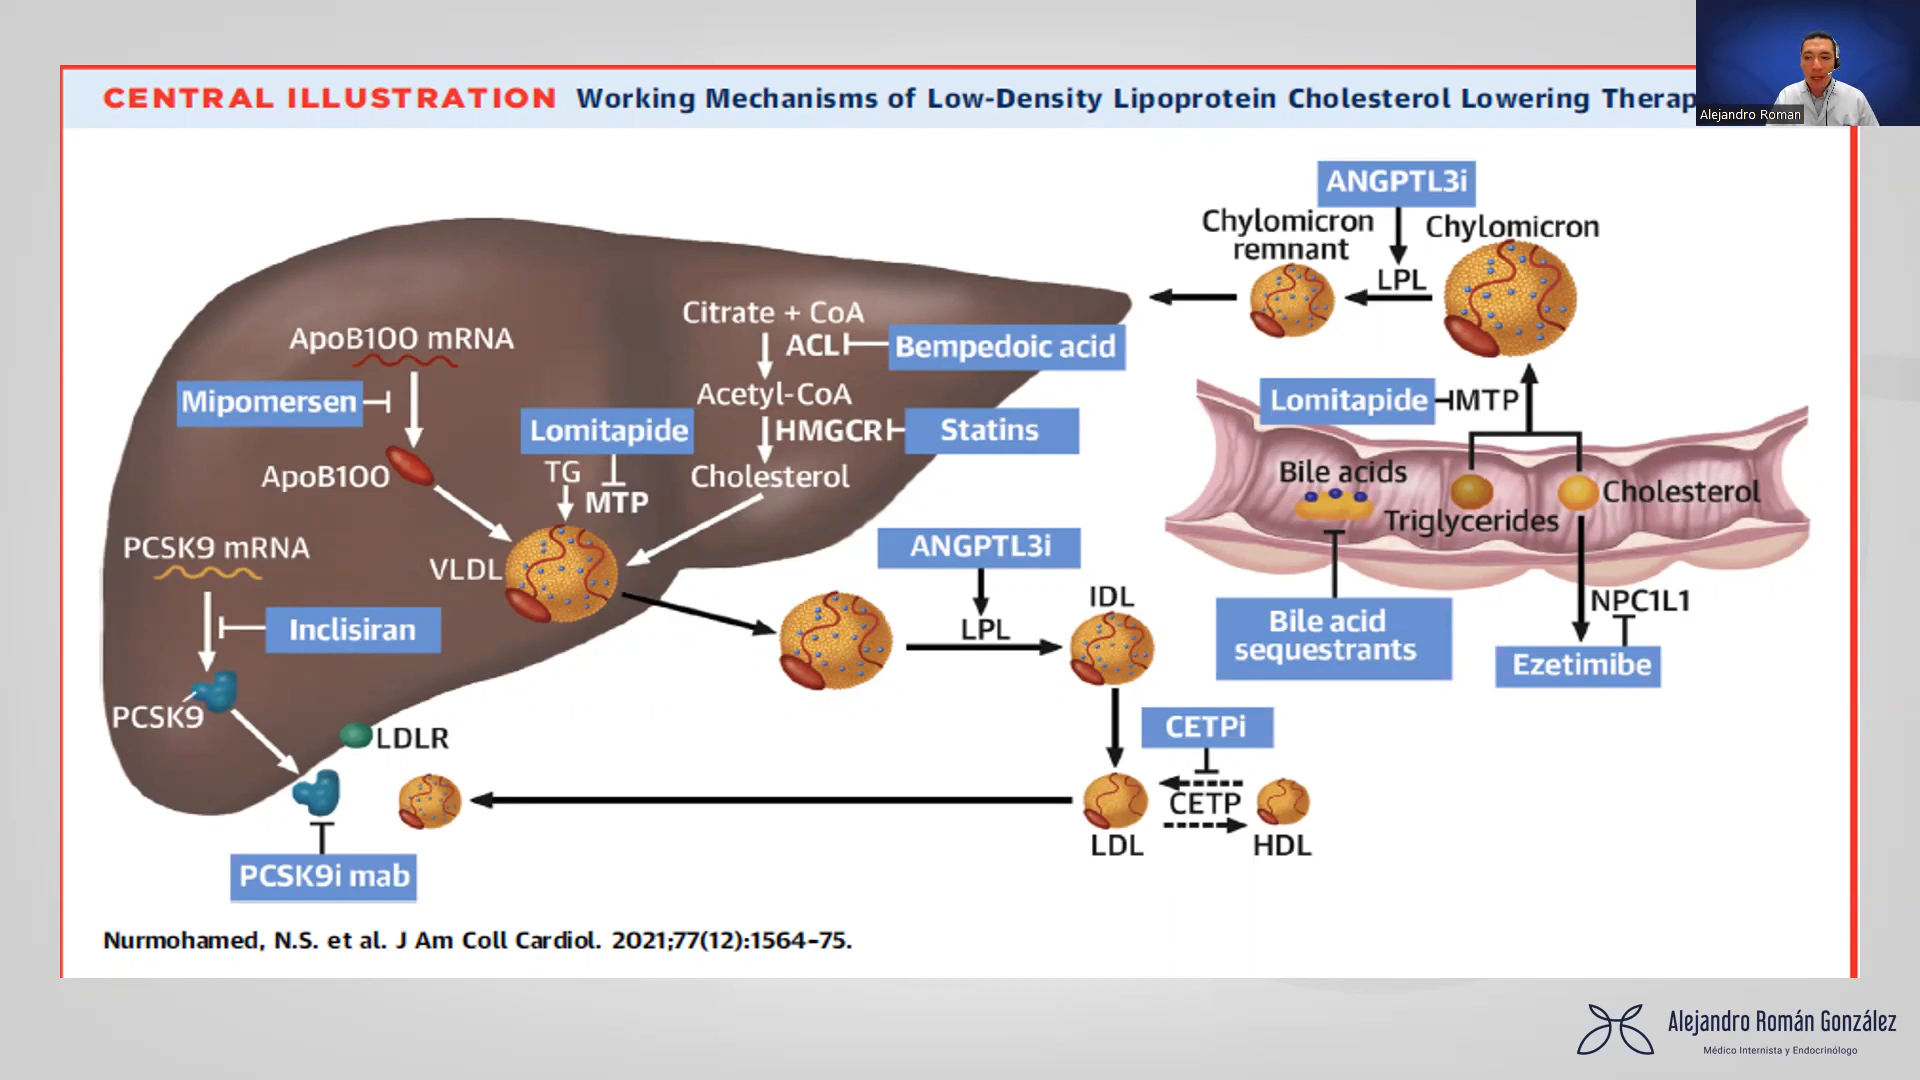 CENTRAL ILLUSTRATION Working Mechanisms of Low-Density Lipoprotein Cholesterol Lowering Therap
Alejandro Roman
ANGPTL3i
Chylomicron
remnant
Chylomicron
LPL
Citrate + CoA
ACL
Bempedoic acid
Acetyl-CoA
HMGCR
Statins
Cholesterol
ApoB100 mRNA
Mipomersen
ApoB100
Lomitapide
TG
MTP
VLDL
PCSK9 mRNA
Inclisiran
PCSK9
LDLR
PCSK9i mab
ANGPTL3i
LPL
IDL
CETPi
CETP
LDL
HDL
Lomitapide
MTP
Bile acids
Triglycerides
Cholesterol
Bile acid
sequestrants
NPC1L1
Ezetimibe
Nurmohamed, N.S. et al. J Am Coll Cardiol. 2021;77(12):1564–75.
Alejandro Román González
Médico Internista y Endocrinólogo